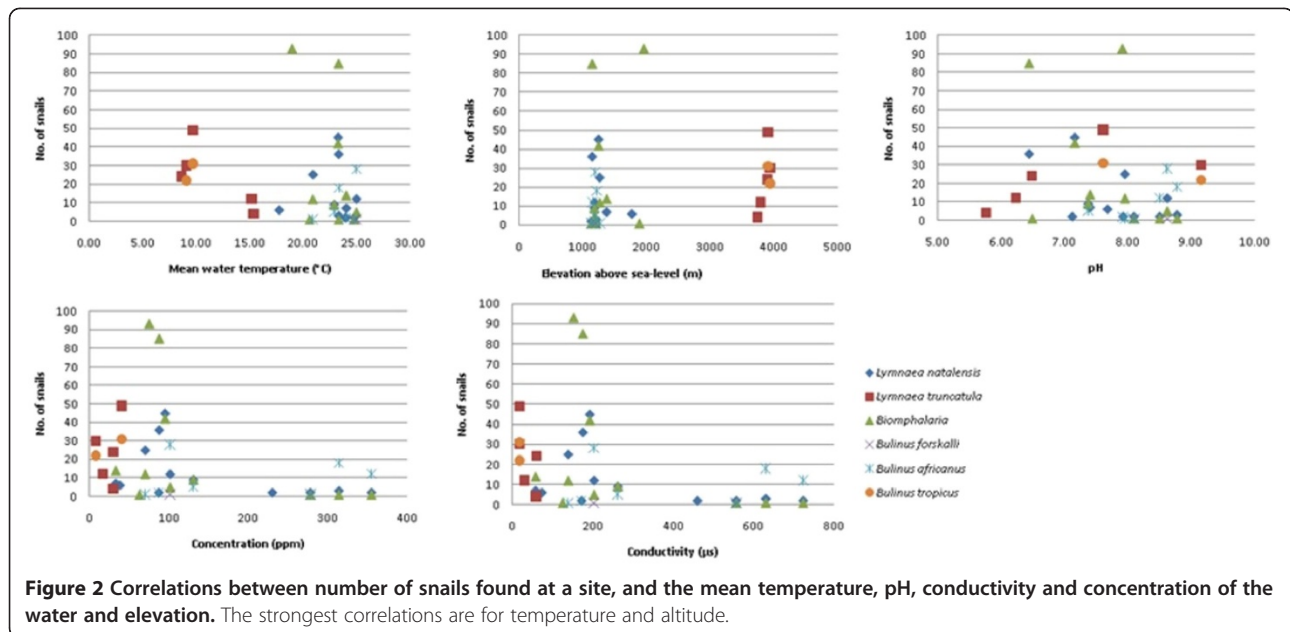 100
90
80
70
60
50
40
30
20
10
0
No. of snails
0.00 5.00 10.00 15.00 20.00 25.00 30.00
Mean water temperature (°C)
100
90
80
70
60
50
40
30
20
10
0
No. of snails
0 1000 2000 3000 4000 5000
Elevation above sea-level (m)
100
90
80
70
60
50
40
30
20
10
0
No. of snails
5.00 6.00 7.00 8.00 9.00 10.00
pH
100
90
80
70
60
50
40
30
20
10
0
No. of snails
0 100 200 300 400
Concentration (ppm)
100
90
80
70
60
50
40
30
20
10
0
No. of snails
0 200 400 600 800
Conductivity (µs)
Lymnaea natalensis
Lymnaea truncatula
Biomphalaria
Bulinus forskalli
Bulinus africanus
Bulinus tropicus
Figure 2 Correlations between number of snails found at a site, and the mean temperature, pH, conductivity and concentration of the
water and elevation. The strongest correlations are for temperature and altitude.